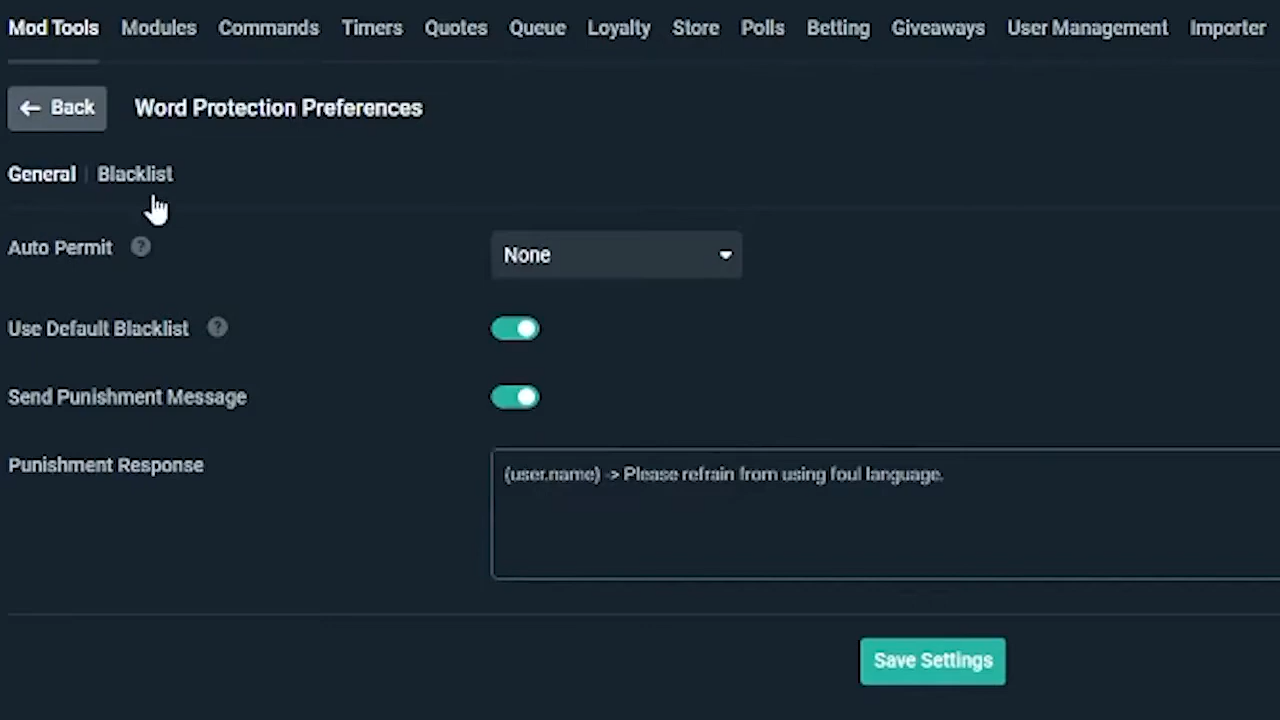 Mod Tools Modules Commands Timers Quotes Queue Loyalty Store Polls Betting Giveaways User Management Importer
← Back Word Protection Preferences
General | Blacklist
Auto Permit ? None
Use Default Blacklist ?
Send Punishment Message
Punishment Response (user.name) -> Please refrain from using foul language.
Save Settings